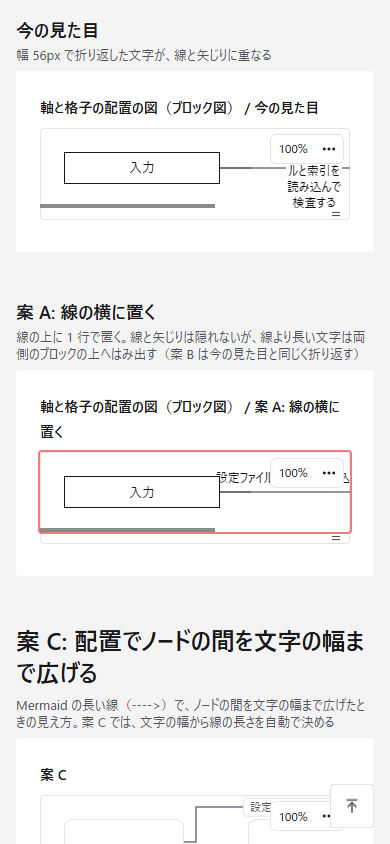 今の見た目
幅 56px で折り返した文字が、線と矢じりに重なる
軸と格子の配置の図（ブロック図） / 今の見た目
100% •••
入力
ルと索引を
読み込んで
検査する
案 A: 線の横に置く
線の上に 1 行で置く。線と矢じりは隠れないが、線より長い文字は両
側のブロックの上へはみ出す（案 B は今の見た目と同じく折り返す）
軸と格子の配置の図（ブロック図） / 案 A: 線の横に
置く
設定ファイル 100% ••• 込
入力
案 C: 配置でノードの間を文字の幅ま
で広げる
Mermaid の長い線（---->）で、ノードの間を文字の幅まで広げたと
きの見え方。案 C では、文字の幅から線の長さを自動で決める
案 C
設定
100% ••